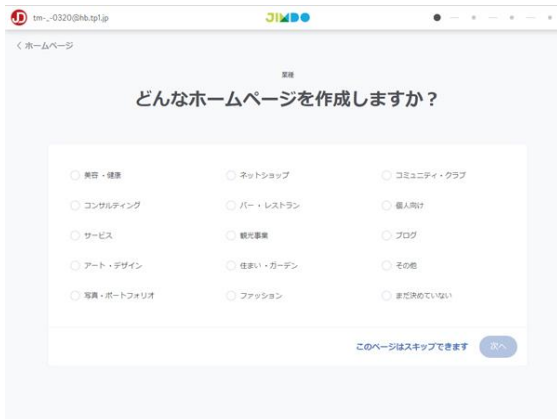 tm-_-0320@hb.tp1.jp
JIMDO
く ホームページ
業種
どんなホームページを作成しますか？
美容・健康
ネットショップ
コミュニティ・クラブ
コンサルティング
バー・レストラン
個人向け
サービス
観光事業
ブログ
アート・デザイン
住まい・ガーデン
その他
写真・ポートフォリオ
ファッション
まだ決めていない
このページはスキップできます
次へ